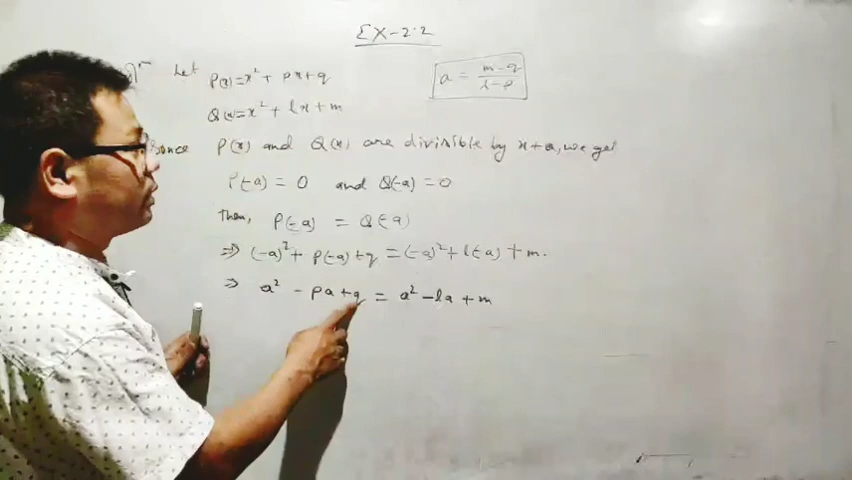 EX-2.2
Let P(x)=x²+px+q
Q(x)=x²+lx+m
a = m-q / l-p
Since P(x) and Q(x) are divisible by x+a, we get
P(-a) = 0 and Q(-a) = 0
Then, P(-a) = Q(-a)
⇒ (-a)²+ p(-a)+q = (-a)²+l(-a)+m.
⇒ a² - pa+q = a² - la +m